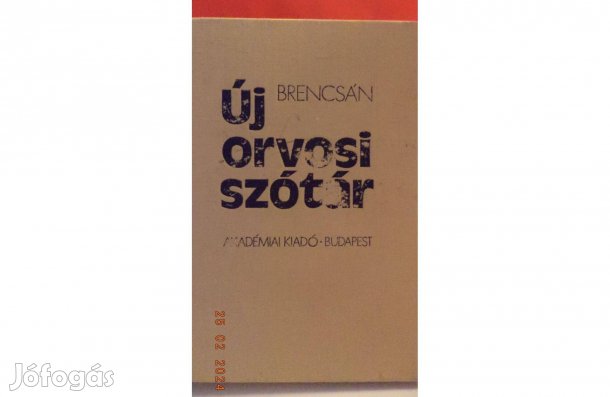 Új BRENCSÁN
orvosi
szótár
AKADÉMIAI KIADÓ · BUDAPEST
25 02 2024
Jófogás